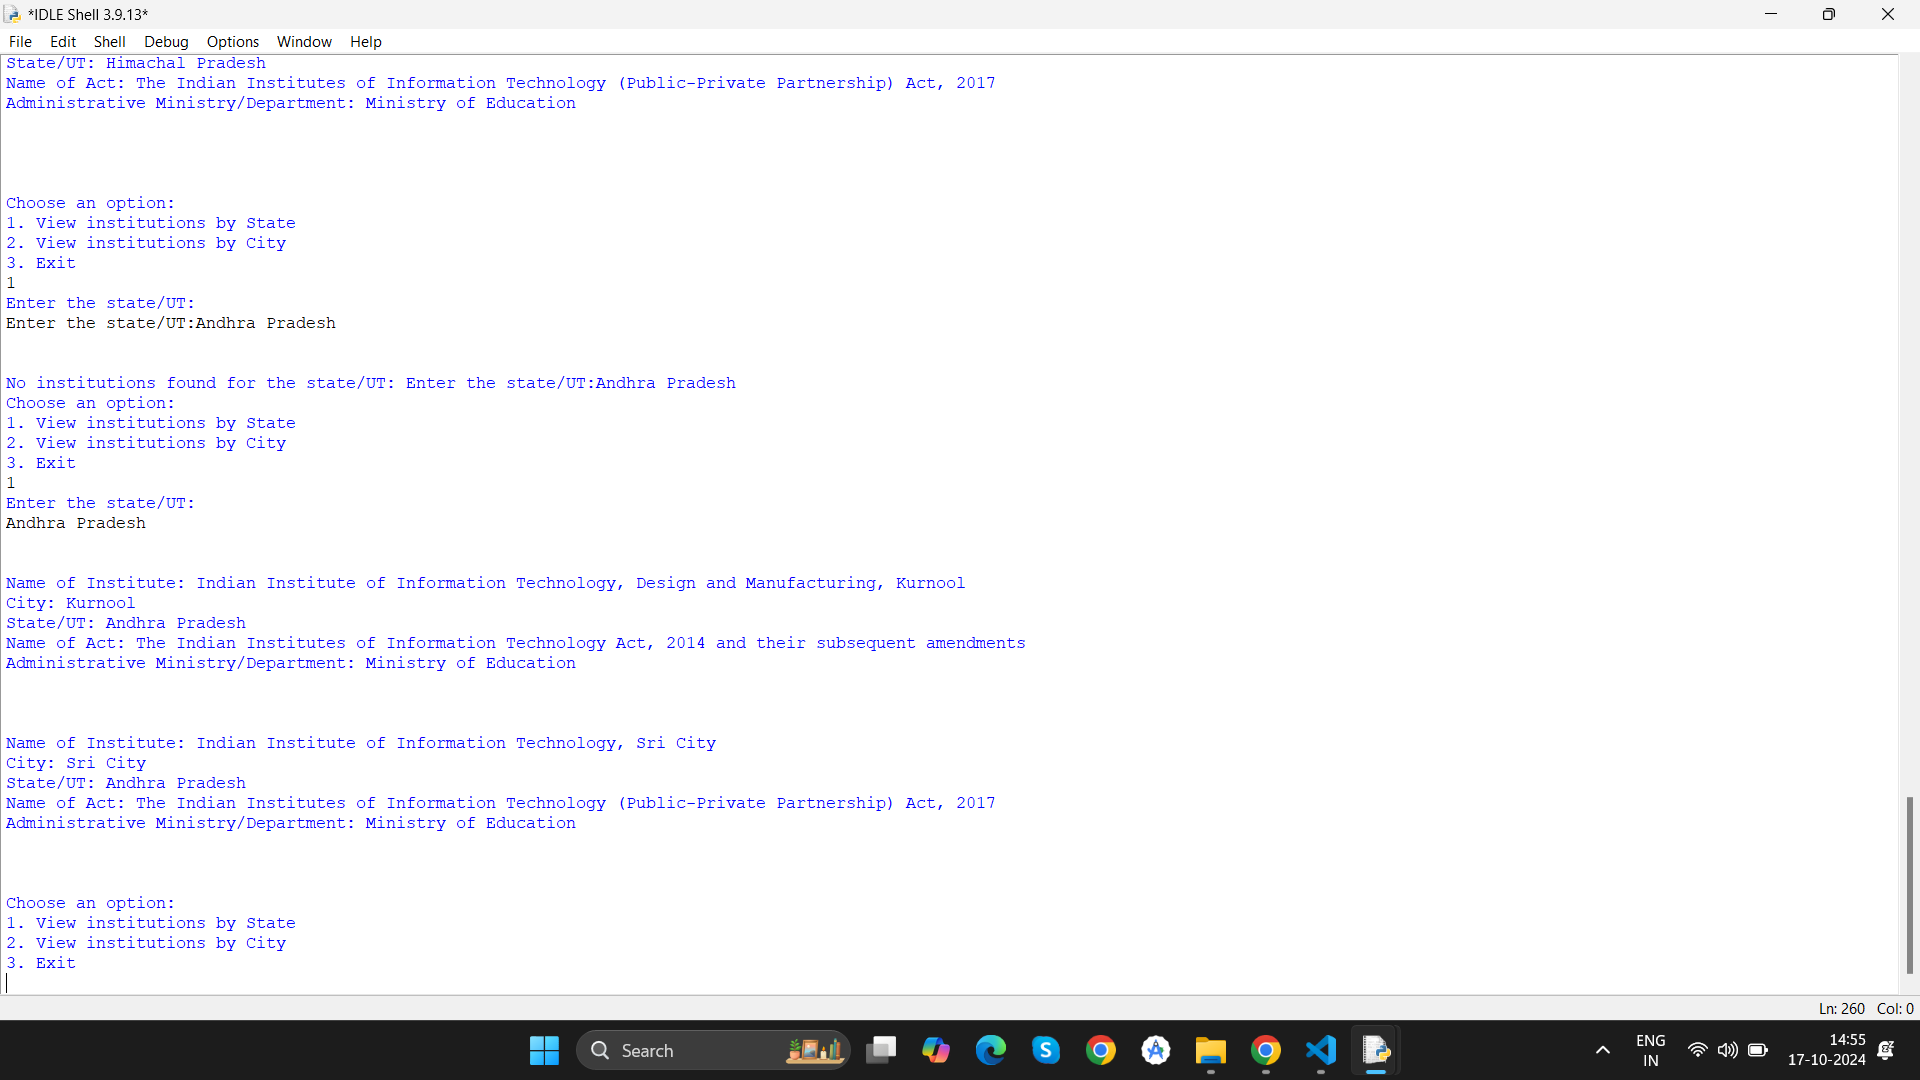 *IDLE Shell 3.9.13*
File Edit Shell Debug Options Window Help
State/UT: Himachal Pradesh
Name of Act: The Indian Institutes of Information Technology (Public-Private Partnership) Act, 2017
Administrative Ministry/Department: Ministry of Education
Choose an option:
1. View institutions by State
2. View institutions by City
3. Exit
1
Enter the state/UT:
Enter the state/UT:Andhra Pradesh
No institutions found for the state/UT: Enter the state/UT:Andhra Pradesh
Choose an option:
1. View institutions by State
2. View institutions by City
3. Exit
1
Enter the state/UT:
Andhra Pradesh
Name of Institute: Indian Institute of Information Technology, Design and Manufacturing, Kurnool
City: Kurnool
State/UT: Andhra Pradesh
Name of Act: The Indian Institutes of Information Technology Act, 2014 and their subsequent amendments
Administrative Ministry/Department: Ministry of Education
Name of Institute: Indian Institute of Information Technology, Sri City
City: Sri City
State/UT: Andhra Pradesh
Name of Act: The Indian Institutes of Information Technology (Public-Private Partnership) Act, 2017
Administrative Ministry/Department: Ministry of Education
Choose an option:
1. View institutions by State
2. View institutions by City
3. Exit
Ln: 260 Col: 0
Search
ENG
IN
14:55
17-10-2024